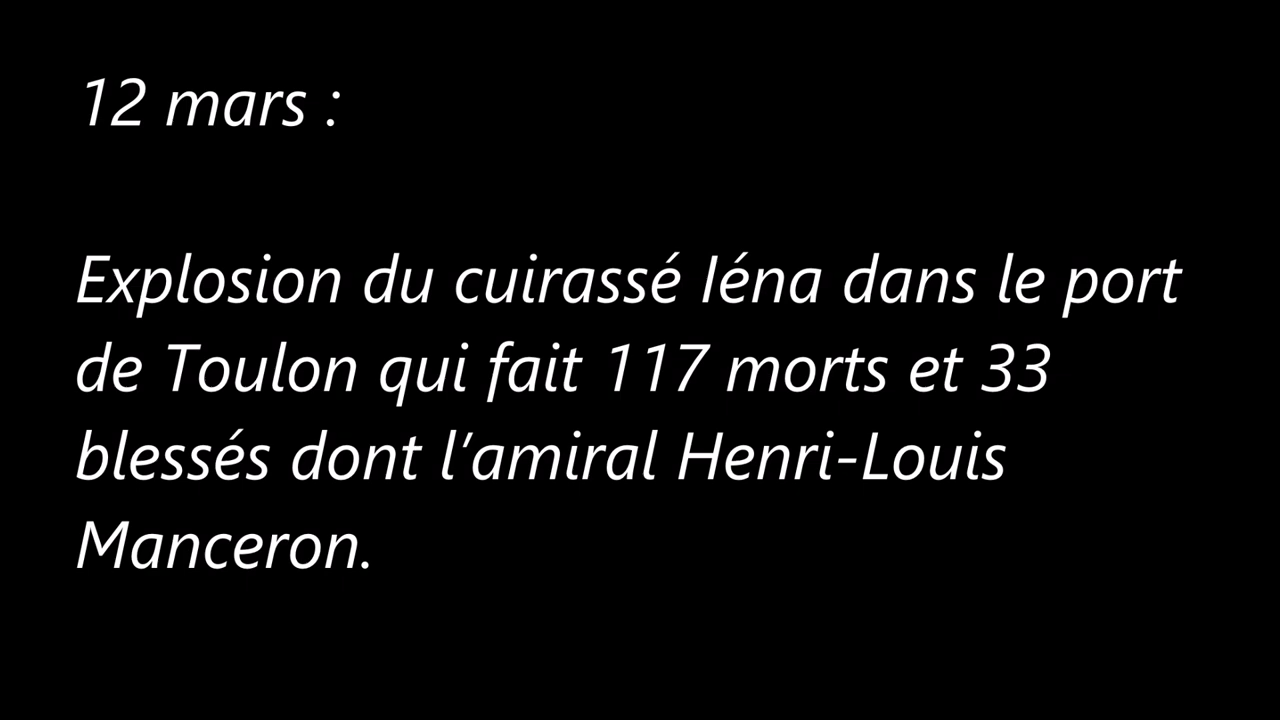 12 mars :
Explosion du cuirassé Iéna dans le port
de Toulon qui fait 117 morts et 33
blessés dont l’amiral Henri-Louis
Manceron.